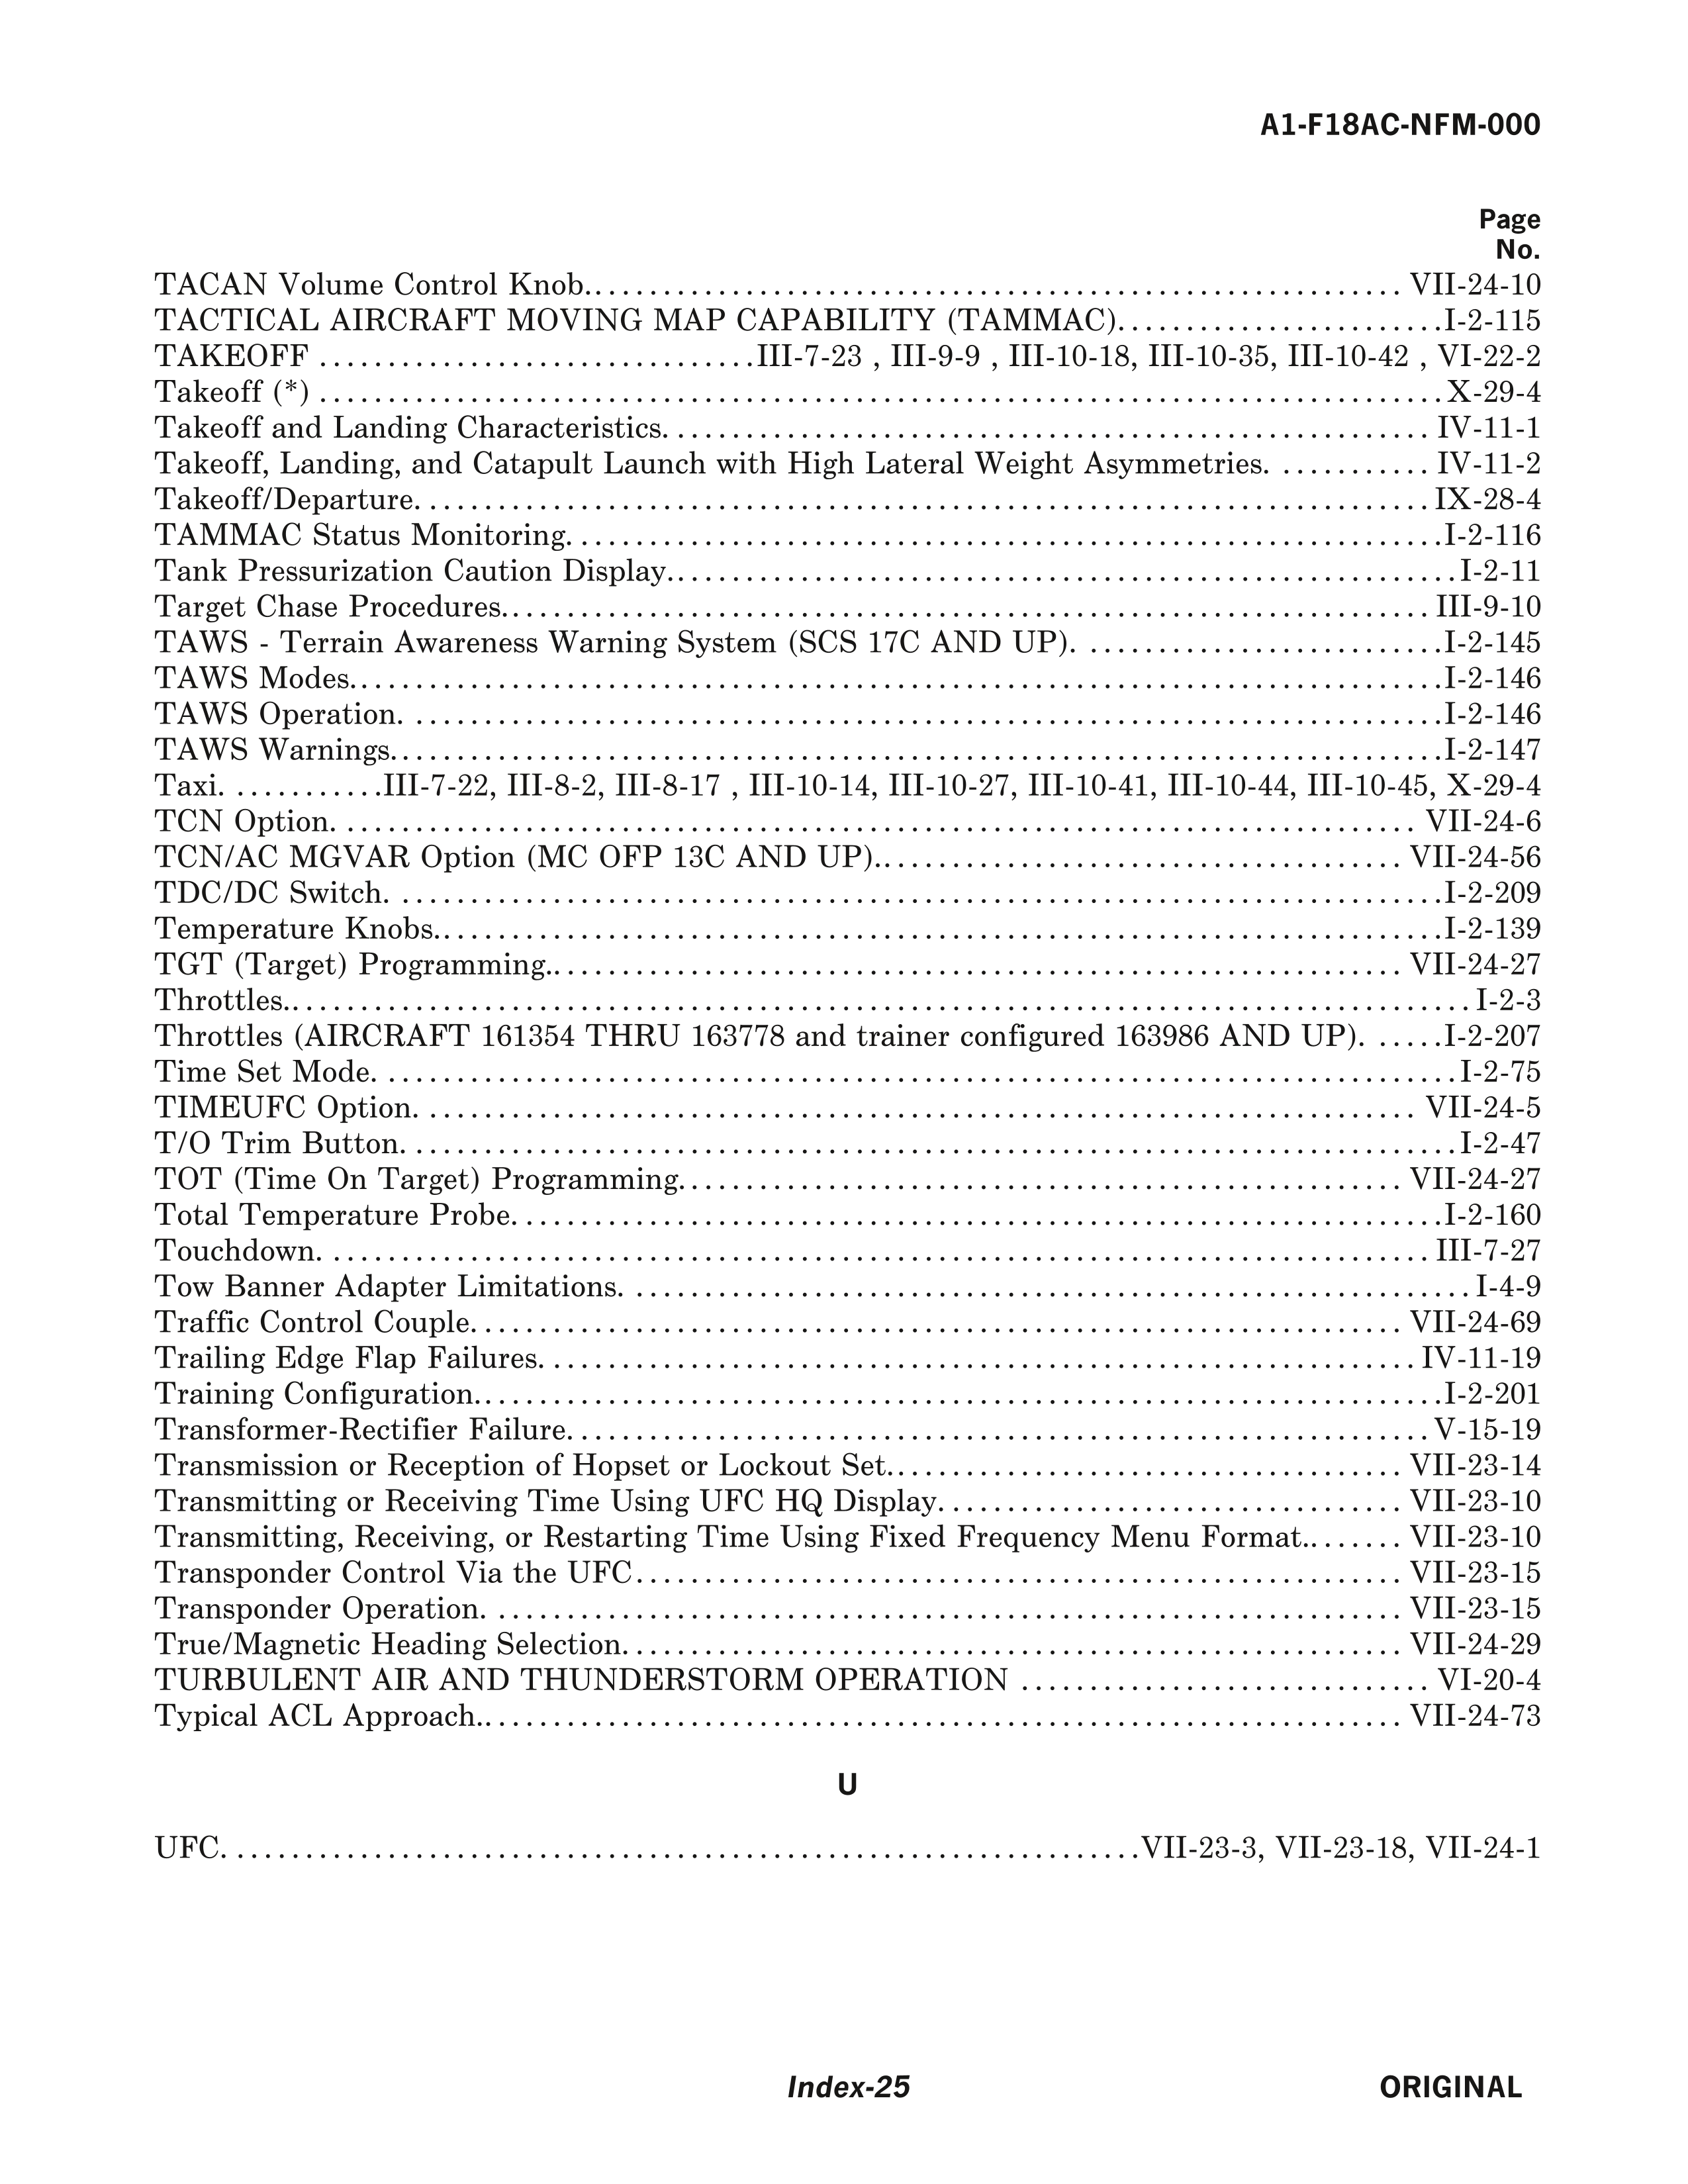 A1-F18AC-NFM-000
Page
No.
TACAN Volume Control Knob. . . . . . . . . . . . . . . . . . . . VII-24-10
TACTICAL AIRCRAFT MOVING MAP CAPABILITY (TAMMAC). . . . . . . . . . I-2-115
TAKEOFF . . . . . . . . . . III-7-23 , III-9-9 , III-10-18, III-10-35, III-10-42 , VI-22-2
Takeoff (*) . . . . . . . . . . X-29-4
Takeoff and Landing Characteristics. . . . . . . . . . IV-11-1
Takeoff, Landing, and Catapult Launch with High Lateral Weight Asymmetries. . . . . . . . . . IV-11-2
Takeoff/Departure. . . . . . . . . . IX-28-4
TAMMAC Status Monitoring. . . . . . . . . . I-2-116
Tank Pressurization Caution Display. . . . . . . . . . I-2-11
Target Chase Procedures. . . . . . . . . . III-9-10
TAWS - Terrain Awareness Warning System (SCS 17C AND UP). . . . . . . . . . I-2-145
TAWS Modes. . . . . . . . . . I-2-146
TAWS Operation. . . . . . . . . . I-2-146
TAWS Warnings. . . . . . . . . . I-2-147
Taxi. . . . . . . . . . III-7-22, III-8-2, III-8-17 , III-10-14, III-10-27, III-10-41, III-10-44, III-10-45, X-29-4
TCN Option. . . . . . . . . . VII-24-6
TCN/AC MGVAR Option (MC OFP 13C AND UP). . . . . . . . . . VII-24-56
TDC/DC Switch. . . . . . . . . . I-2-209
Temperature Knobs. . . . . . . . . . I-2-139
TGT (Target) Programming. . . . . . . . . . VII-24-27
Throttles. . . . . . . . . . I-2-3
Throttles (AIRCRAFT 161354 THRU 163778 and trainer configured 163986 AND UP). . . . . . I-2-207
Time Set Mode. . . . . . . . . . I-2-75
TIMEUFC Option. . . . . . . . . . VII-24-5
T/O Trim Button. . . . . . . . . . I-2-47
TOT (Time On Target) Programming. . . . . . . . . . VII-24-27
Total Temperature Probe. . . . . . . . . . I-2-160
Touchdown. . . . . . . . . . III-7-27
Tow Banner Adapter Limitations. . . . . . . . . . I-4-9
Traffic Control Couple. . . . . . . . . . VII-24-69
Trailing Edge Flap Failures. . . . . . . . . . IV-11-19
Training Configuration. . . . . . . . . . I-2-201
Transformer-Rectifier Failure. . . . . . . . . . V-15-19
Transmission or Reception of Hopset or Lockout Set. . . . . . . . . . VII-23-14
Transmitting or Receiving Time Using UFC HQ Display. . . . . . . . . . VII-23-10
Transmitting, Receiving, or Restarting Time Using Fixed Frequency Menu Format. . . . . . . . VII-23-10
Transponder Control Via the UFC . . . . . . . . . . VII-23-15
Transponder Operation. . . . . . . . . . VII-23-15
True/Magnetic Heading Selection. . . . . . . . . . VII-24-29
TURBULENT AIR AND THUNDERSTORM OPERATION . . . . . . . . . . VI-20-4
Typical ACL Approach. . . . . . . . . . VII-24-73
U
UFC. . . . . . . . . . VII-23-3, VII-23-18, VII-24-1
Index-25
ORIGINAL